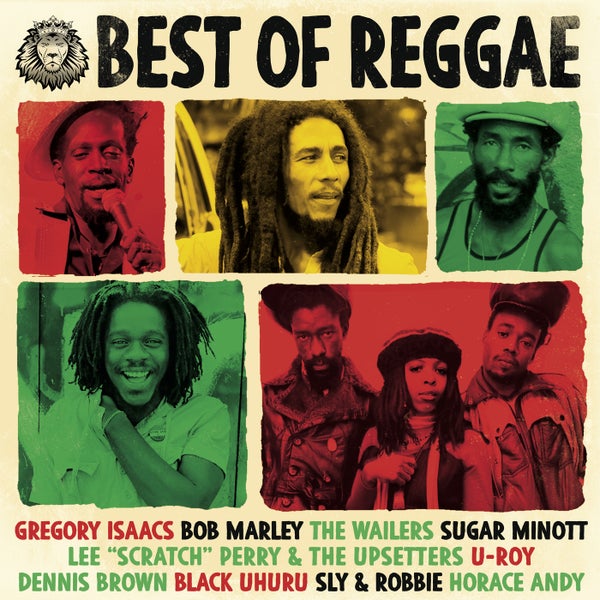 BEST OF REGGAE
GREGORY ISAACS BOB MARLEY THE WAILERS SUGAR MINOTT
LEE "SCRATCH" PERRY & THE UPSETTERS U-ROY
DENNIS BROWN BLACK UHURU SLY & ROBBIE HORACE ANDY